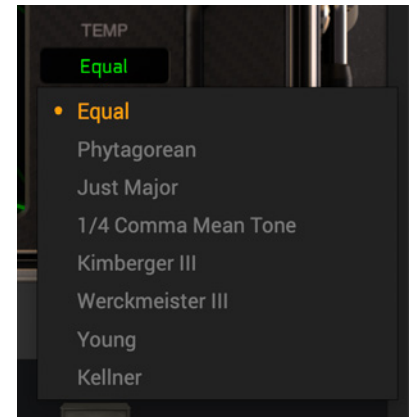 TEMP
Equal
• Equal
Phytagorean
Just Major
1/4 Comma Mean Tone
Kimberger III
Werckmeister III
Young
Kellner